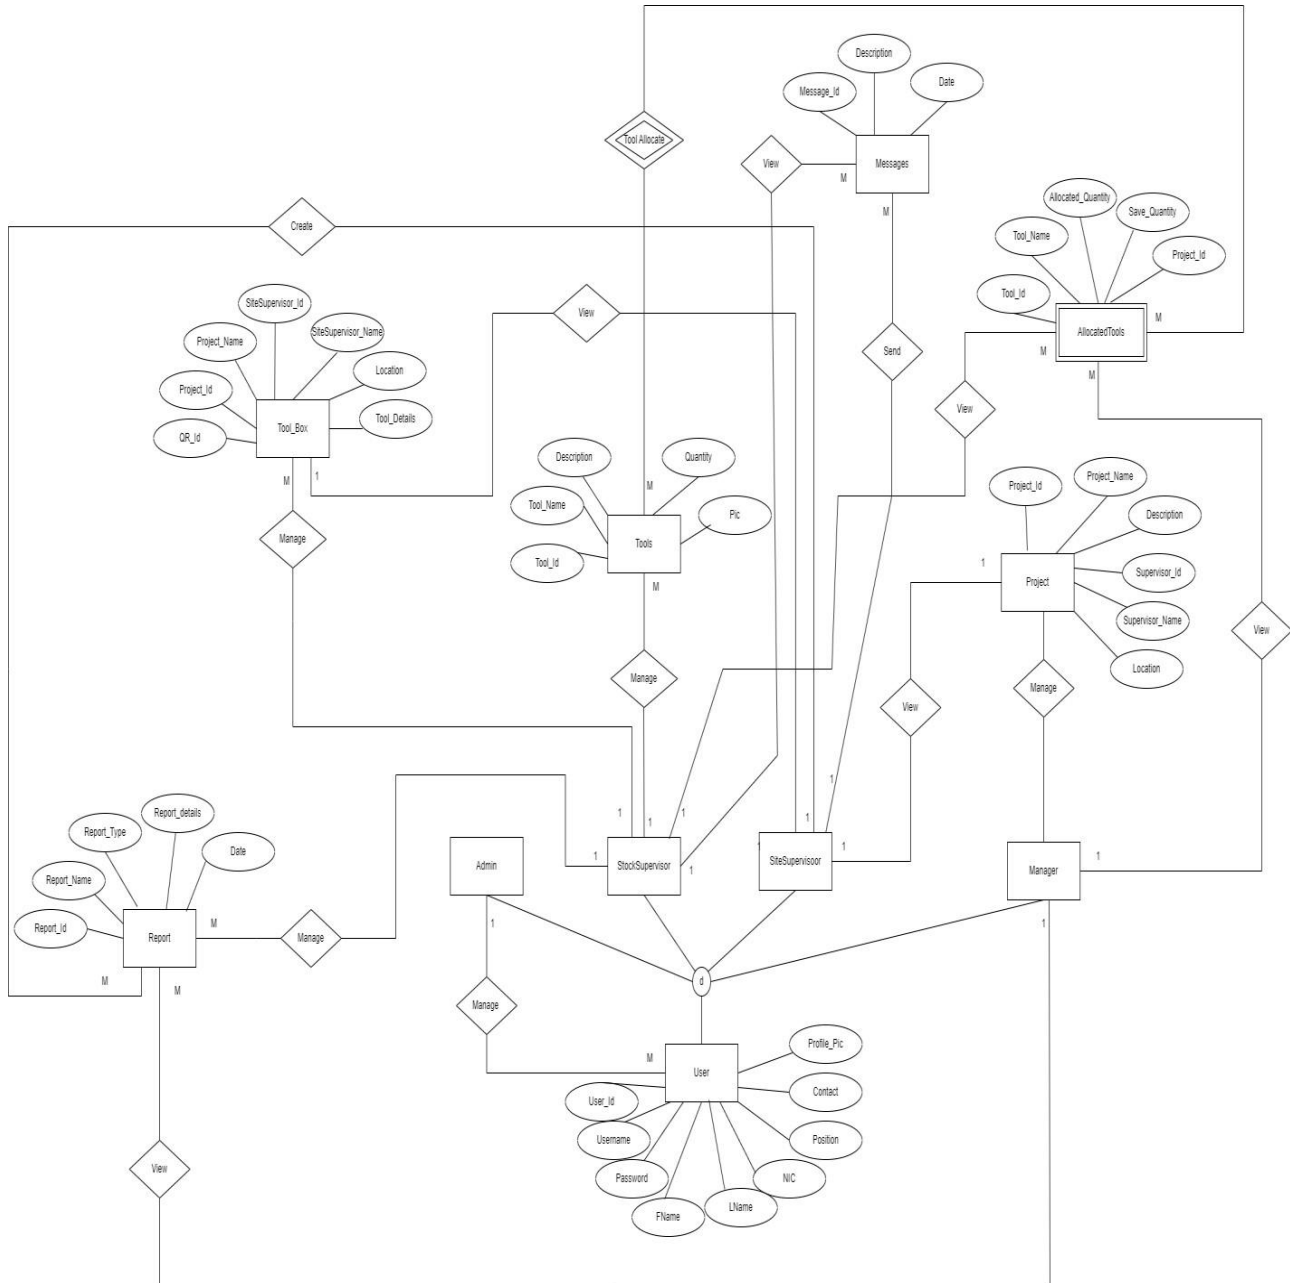 Description
Message_Id
Date
Tool Allocate
View
Messages
M
M
Allocated_Quantity
Save_Quantity
Tool_Name
Project_Id
Tool_Id
AllocatedTools
M
M
M
Create
SiteSupervisor_Id
SiteSupervisor_Name
Project_Name
Location
Project_Id
Tool_Details
QR_Id
Tool_Box
M
1
View
Send
View
Manage
Description
Quantity
Tool_Name
Pic
Tool_Id
M
Tools
M
Project_Id
Project_Name
Description
Supervisor_Id
Supervisor_Name
Location
1
Project
View
Manage
Manage
View
Report_details
Report_Type
Date
Report_Name
Report_Id
Report
M
M
M
Manage
1
1
1
1
1
1
1
1
1
1
Admin
StockSupervisor
SiteSupervisoor
Manager
1
1
d
Manage
M
User
Profile_Pic
Contact
Position
NIC
LName
FName
Password
Username
User_Id
View